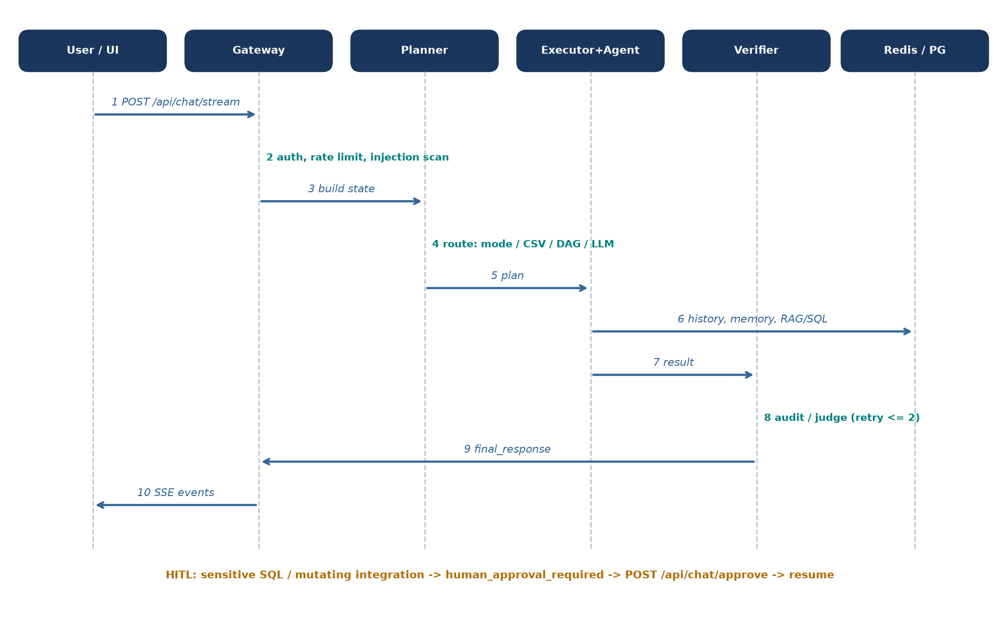 User / UI
Gateway
Planner
Executor+Agent
Verifier
Redis / PG
1 POST /api/chat/stream
2 auth, rate limit, injection scan
3 build state
4 route: mode / CSV / DAG / LLM
5 plan
6 history, memory, RAG/SQL
7 result
8 audit / judge (retry <= 2)
9 final_response
10 SSE events
HITL: sensitive SQL / mutating integration -> human_approval_required -> POST /api/chat/approve -> resume